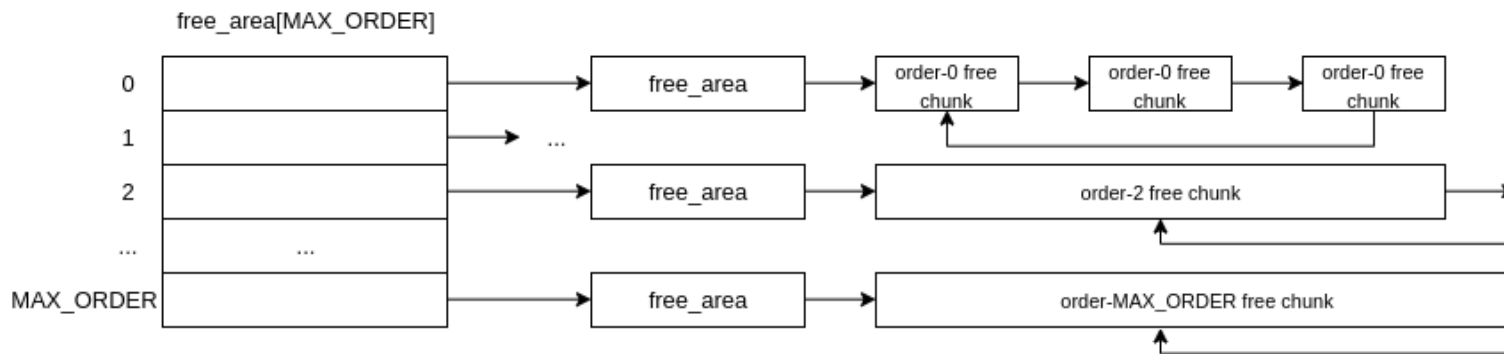 free_area[MAX_ORDER]
0
free_area
order-0 free
chunk
order-0 free
chunk
order-0 free
chunk
1
...
2
free_area
order-2 free chunk
...
...
MAX_ORDER
free_area
order-MAX_ORDER free chunk